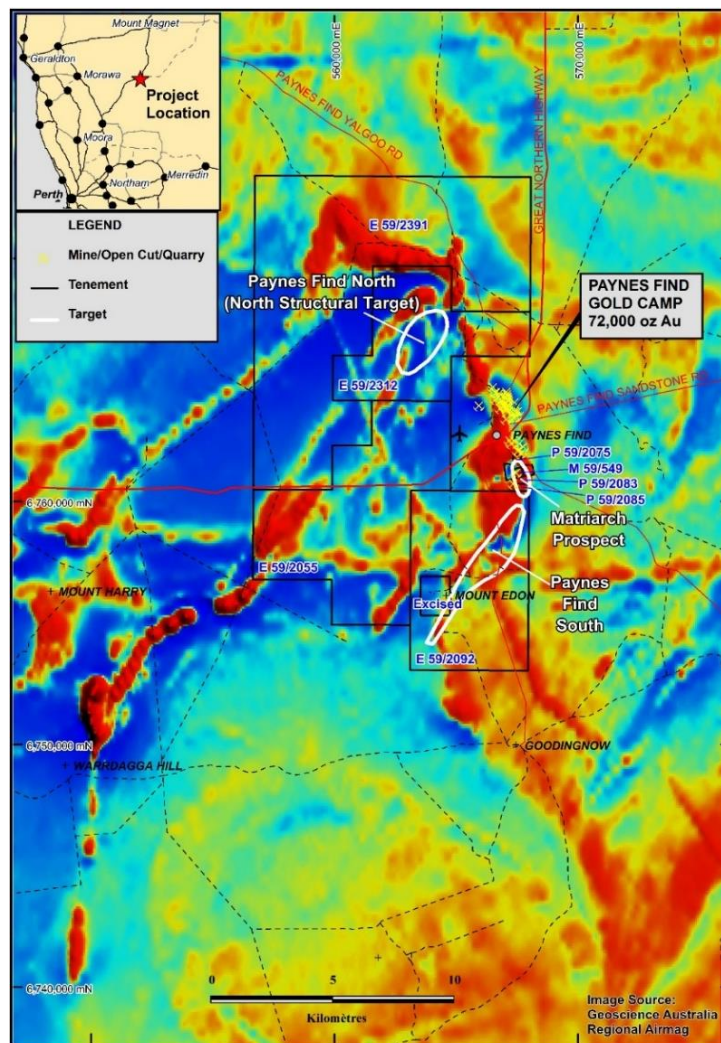 Mount Magnet
Geraldton
Morawa
Project
Location
Moora
Northam
Merredin
Perth
LEGEND
Mine/Open Cut/Quarry
Tenement
Target
560,000 mE
570,000 mE
PAYNES FIND YALGOO RD
GREAT NORTHERN HIGHWAY
E 59/2391
Paynes Find North
(North Structural Target)
PAYNES FIND
GOLD CAMP
72,000 oz Au
E 59/2312
PAYNES FIND SANDSTONE RD
PAYNES FIND
P 59/2075
M 59/549
P 59/2083
P 59/2085
6,760,000 mN
Matriarch
Prospect
E 59/2055
MOUNT HARRY
Paynes
Find
South
MOUNT EDON
Excised
E 59/2092
6,750,000 mN
GOODINGNOW
WARRDAGGA HILL
6,740,000 mN
0 5 10
Kilomètres
Image Source:
Geoscience Australia
Regional Airmag